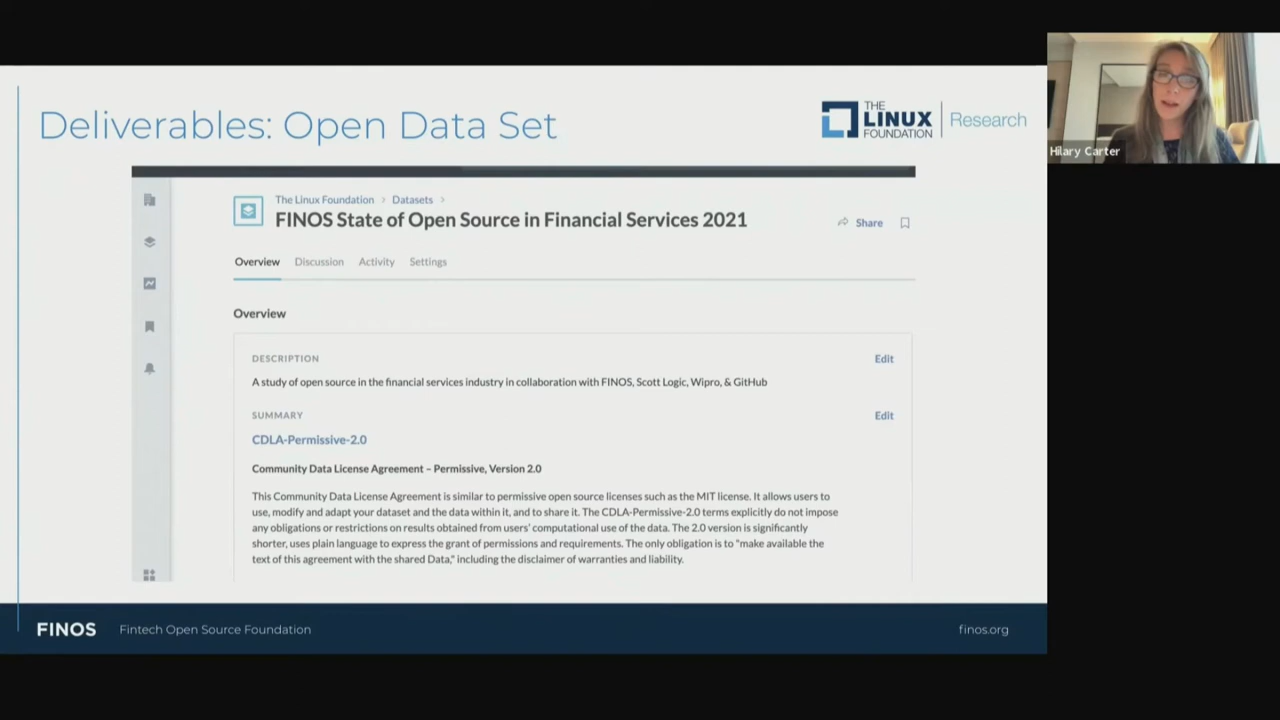 Deliverables: Open Data Set
THE
LINUX
FOUNDATION
Research
Hilary Carter
The Linux Foundation > Datasets >
FINOS State of Open Source in Financial Services 2021
Share
Overview Discussion Activity Settings
Overview
DESCRIPTION
Edit
A study of open source in the financial services industry in collaboration with FINOS, Scott Logic, Wipro, & GitHub
SUMMARY
Edit
CDLA-Permissive-2.0
Community Data License Agreement – Permissive, Version 2.0
This Community Data License Agreement is similar to permissive open source licenses such as the MIT license. It allows users to
use, modify and adapt your dataset and the data within it, and to share it. The CDLA-Permissive-2.0 terms explicitly do not impose
any obligations or restrictions on results obtained from users' computational use of the data. The 2.0 version is significantly
shorter, uses plain language to express the grant of permissions and requirements. The only obligation is to "make available the
text of this agreement with the shared Data," including the disclaimer of warranties and liability.
FINOS Fintech Open Source Foundation
finos.org